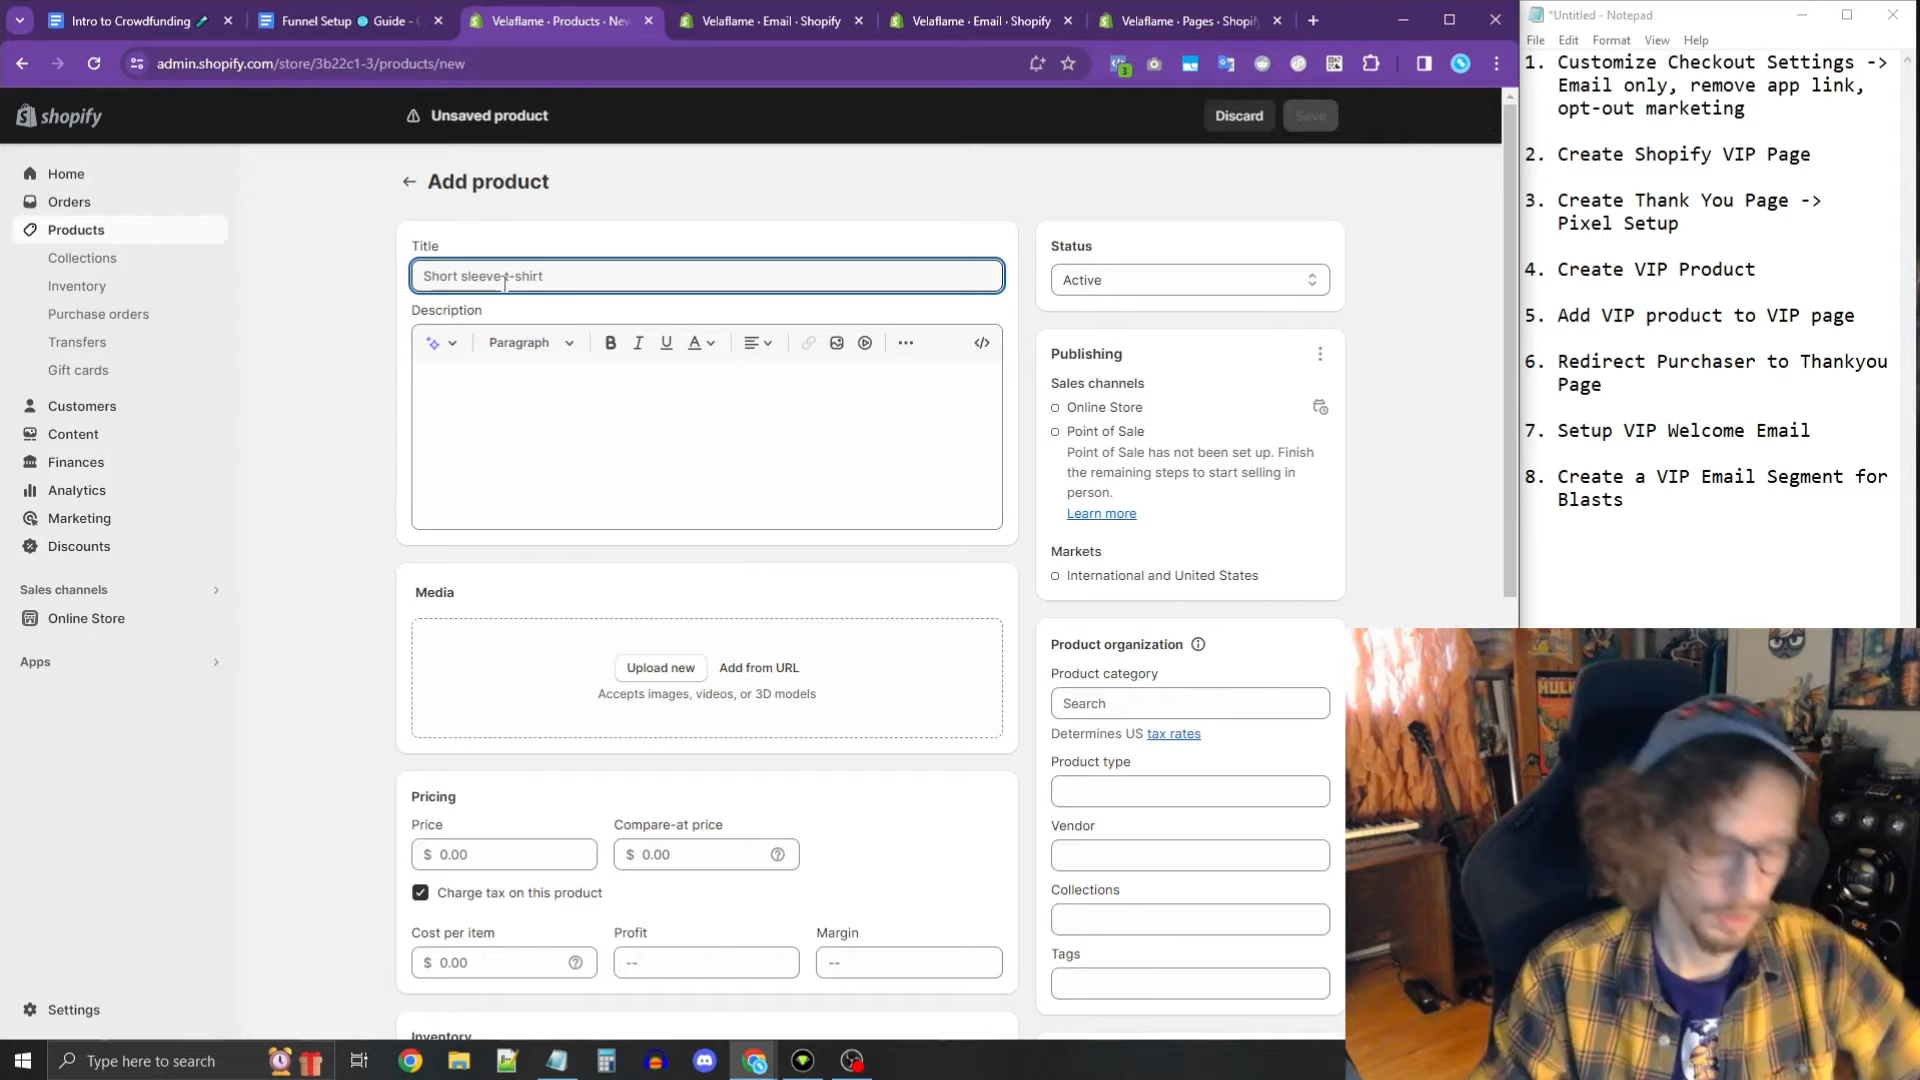 Intro to Crowdfunding
Funnel Setup Guide -
Velaflame · Products · Nev
Velaflame · Email · Shopify
Velaflame · Email · Shopify
Velaflame · Pages · Shopif
*Untitled - Notepad
admin.shopify.com/store/3b22c1-3/products/new
3
File Edit Format View Help
shopify
Unsaved product
Discard
Save
Home
Orders
Products
Collections
Inventory
Purchase orders
Transfers
Gift cards
Customers
Content
Finances
Analytics
Marketing
Discounts
Sales channels
Online Store
Apps
Settings
Add product
Title
Short sleeve t-shirt
Description
Paragraph
B I U A
Media
Upload new Add from URL
Accepts images, videos, or 3D models
Pricing
Price
Compare-at price
$ 0.00
$ 0.00
Charge tax on this product
Cost per item
Profit
Margin
$ 0.00
--
--
Inventory
Status
Active
Publishing
Sales channels
Online Store
Point of Sale
Point of Sale has not been set up. Finish
the remaining steps to start selling in
person.
Learn more
Markets
International and United States
Product organization
Product category
Search
Determines US tax rates
Product type
Vendor
Collections
Tags
1. Customize Checkout Settings ->
Email only, remove app link,
opt-out marketing
2. Create Shopify VIP Page
3. Create Thank You Page ->
Pixel Setup
4. Create VIP Product
5. Add VIP product to VIP page
6. Redirect Purchaser to Thankyou
Page
7. Setup VIP Welcome Email
8. Create a VIP Email Segment for
Blasts
HULK
Type here to search